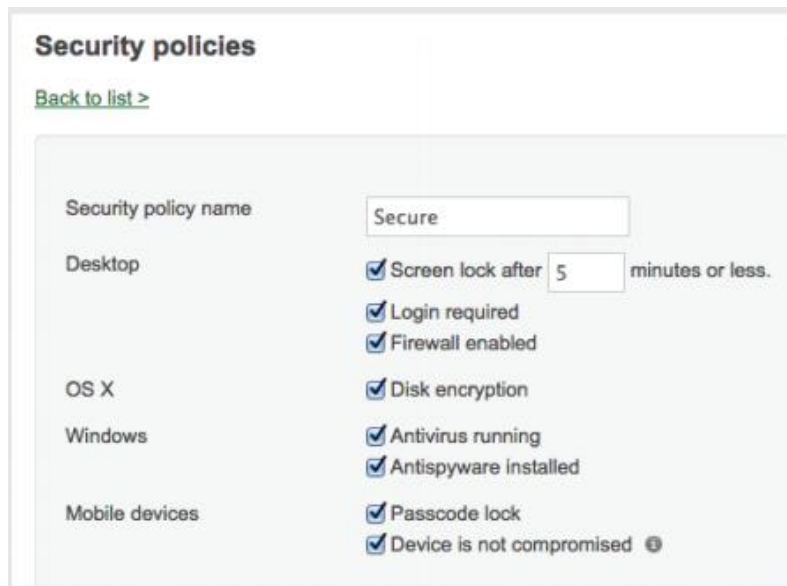 Security policies
Back to list >
Security policy name Secure
Desktop Screen lock after 5 minutes or less.
Login required
Firewall enabled
OS X Disk encryption
Windows Antivirus running
Antispyware installed
Mobile devices Passcode lock
Device is not compromised